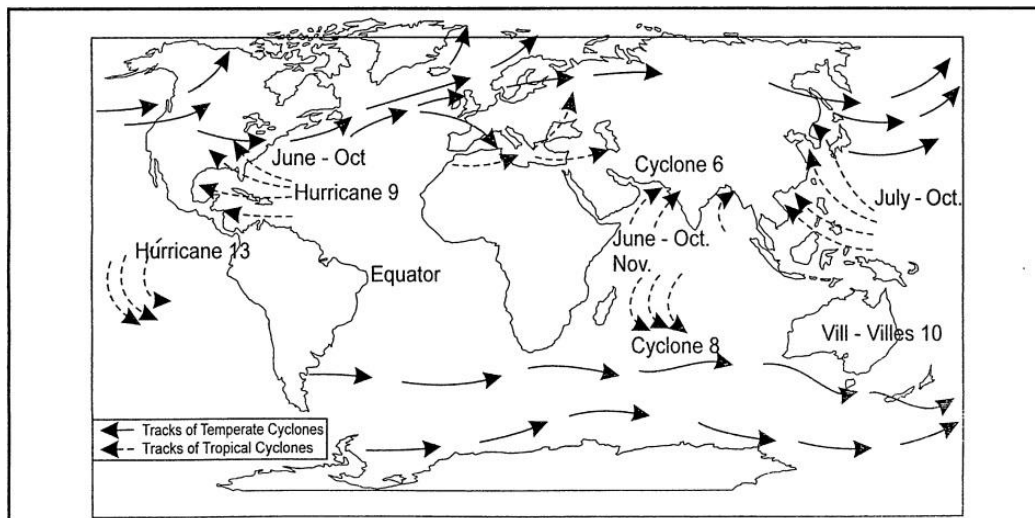 June - Oct
Hurricane 9
Cyclone 6
July - Oct.
Hurricane 13
Equator
June - Oct.
Nov.
Cyclone 8
Vill - Villes 10
Tracks of Temperate Cyclones
Tracks of Tropical Cyclones